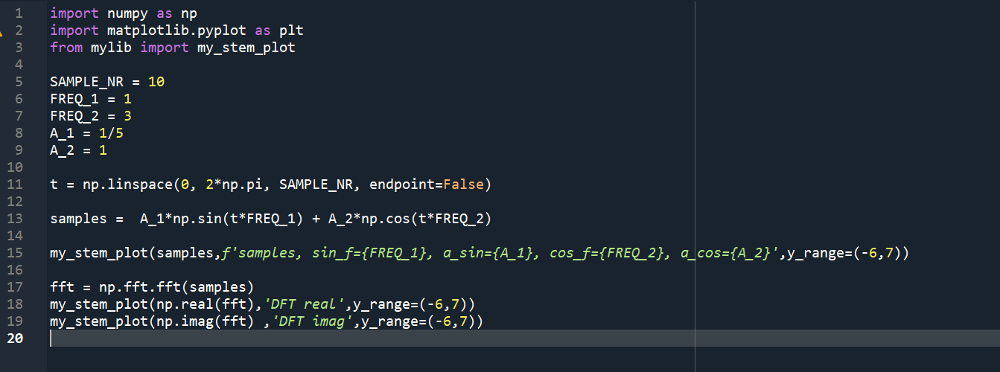 1 import numpy as np
2 import matplotlib.pyplot as plt
3 from mylib import my_stem_plot
4
5 SAMPLE_NR = 10
6 FREQ_1 = 1
7 FREQ_2 = 3
8 A_1 = 1/5
9 A_2 = 1
10
11 t = np.linspace(0, 2*np.pi, SAMPLE_NR, endpoint=False)
12
13 samples =  A_1*np.sin(t*FREQ_1) + A_2*np.cos(t*FREQ_2)
14
15 my_stem_plot(samples,f'samples, sin_f={FREQ_1}, a_sin={A_1}, cos_f={FREQ_2}, a_cos={A_2}',y_range=(-6,7))
16
17 fft = np.fft.fft(samples)
18 my_stem_plot(np.real(fft),'DFT real',y_range=(-6,7))
19 my_stem_plot(np.imag(fft) ,'DFT imag',y_range=(-6,7))
20